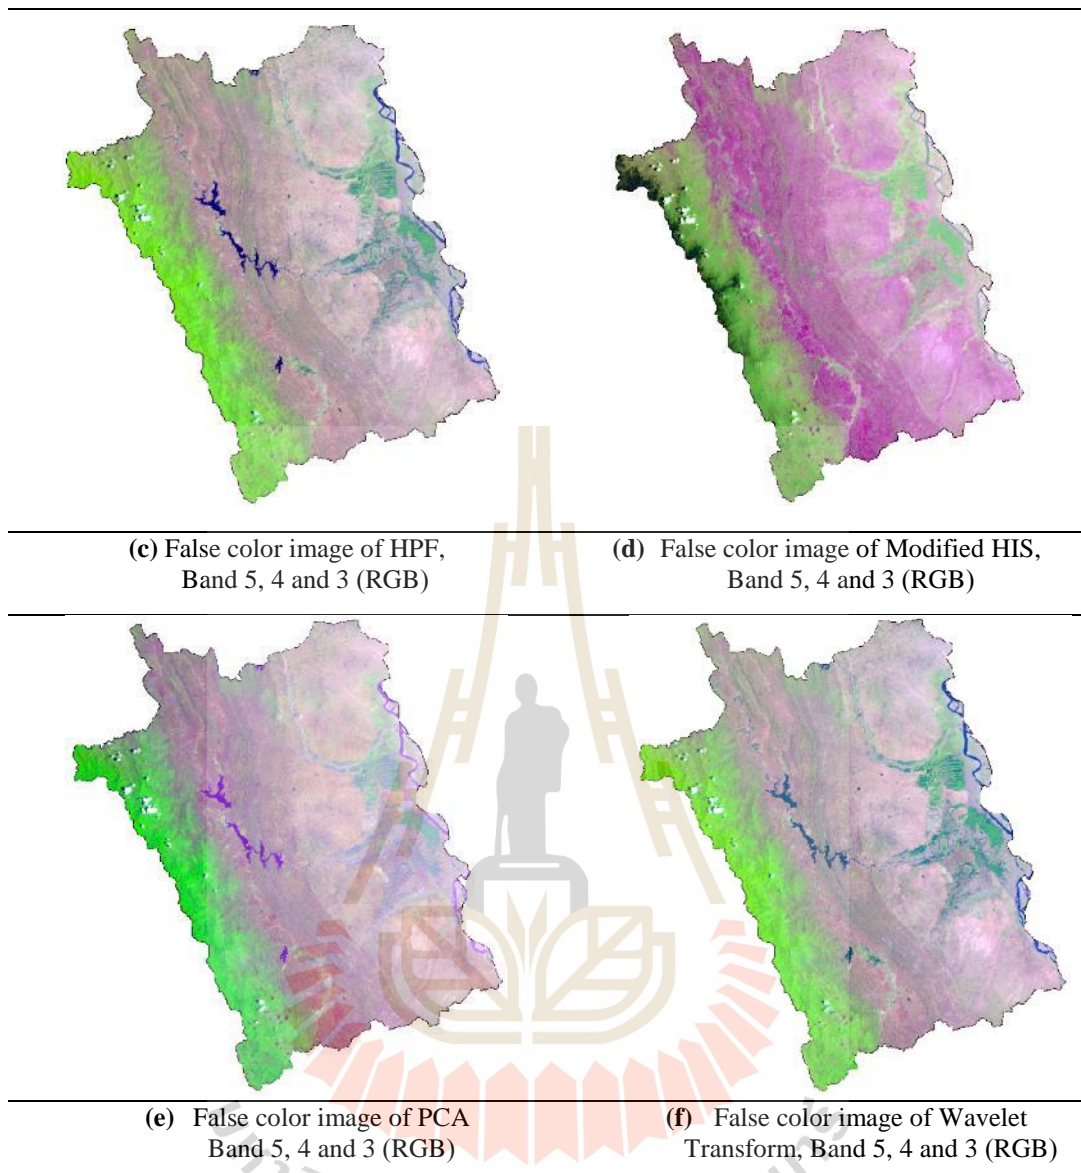 (c) False color image of HPF,
Band 5, 4 and 3 (RGB)
(d) False color image of Modified HIS,
Band 5, 4 and 3 (RGB)
(e) False color image of PCA
Band 5, 4 and 3 (RGB)
(f) False color image of Wavelet
Transform, Band 5, 4 and 3 (RGB)